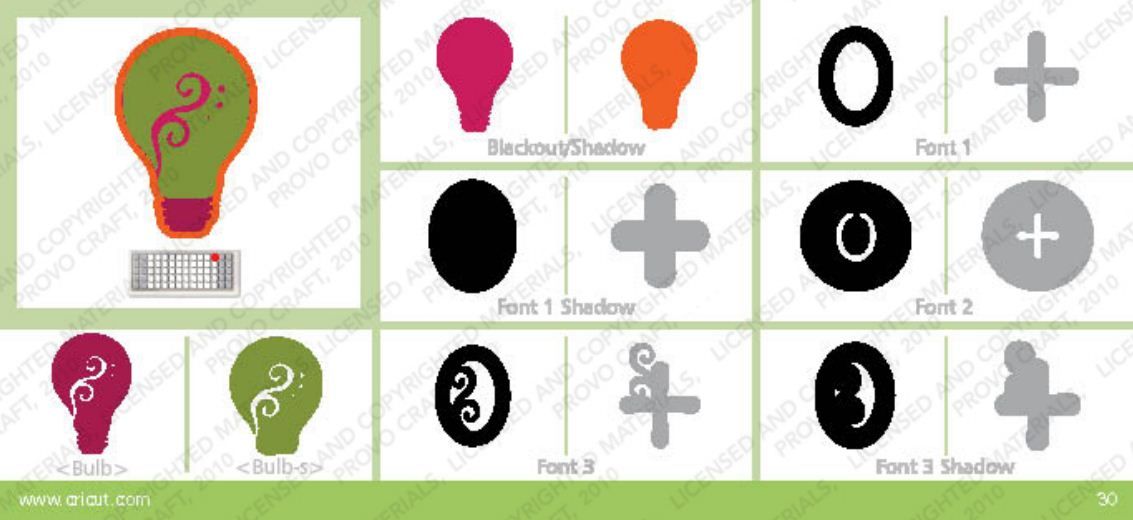 Blackout/Shadow
Font 1
Font 1 Shadow
Font 2
<Bulb>
<Bulb-s>
Font 3
Font 3 Shadow
www.cricut.com
30
MATERIALS, LICENSED AND COPYRIGHTED
PROVO CRAFT, 2010